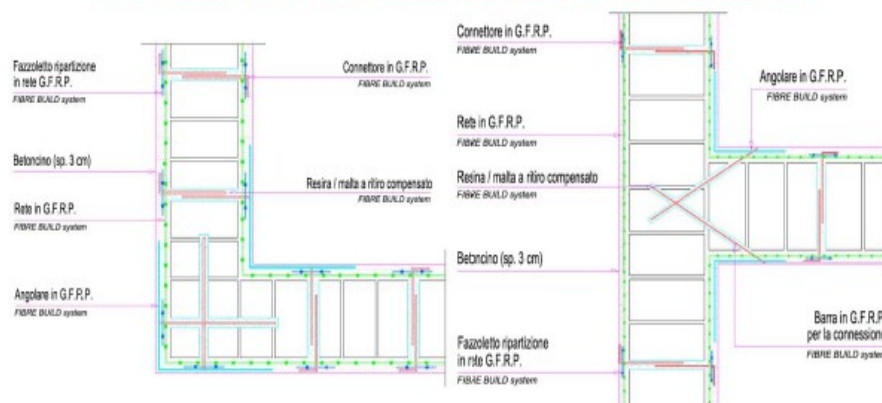 Fazzoletto ripartizione
in rete G.F.R.P.
FIBRE BUILD system
Connettore in G.F.R.P.
FIBRE BUILD system
Betoncino (sp. 3 cm)
Resina / malta a ritiro compensato
FIBRE BUILD system
Rete in G.F.R.P.
FIBRE BUILD system
Angolare in G.F.R.P.
FIBRE BUILD system
Connettore in G.F.R.P.
FIBRE BUILD system
Angolare in G.F.R.P.
FIBRE BUILD system
Rete in G.F.R.P.
FIBRE BUILD system
Resina / malta a ritiro compensato
FIBRE BUILD system
Betoncino (sp. 3 cm)
Barra in G.F.R.P
per la connessione
FIBRE BUILD system
Fazzoletto ripartizione
in rete G.F.R.P.
FIBRE BUILD system